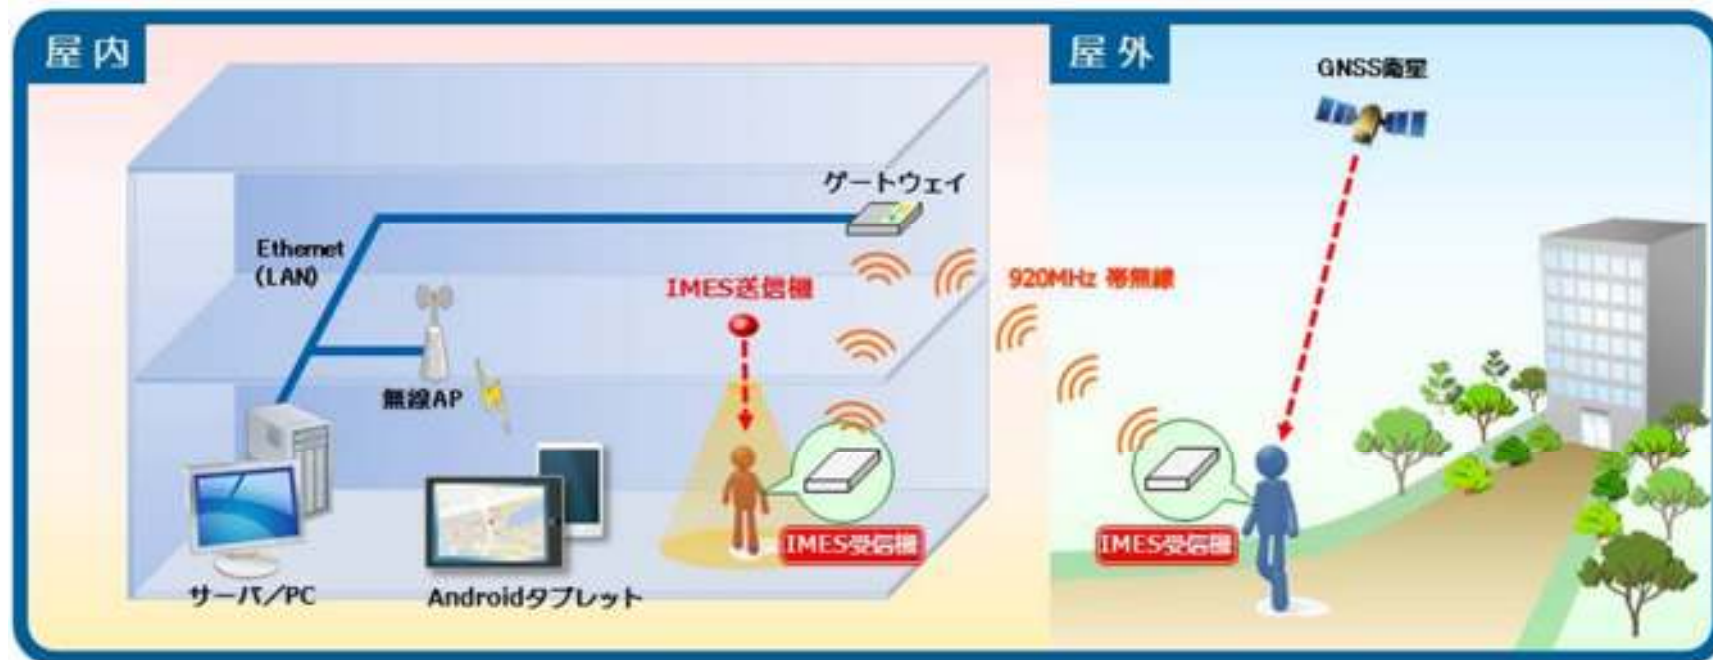 屋内
屋外
GNSS衛星
ゲートウェイ
Ethernet
(LAN)
IMES送信機
920MHz 帯無線
無線AP
IMES受信機
IMES受信機
サーバ/PC
Androidタブレット